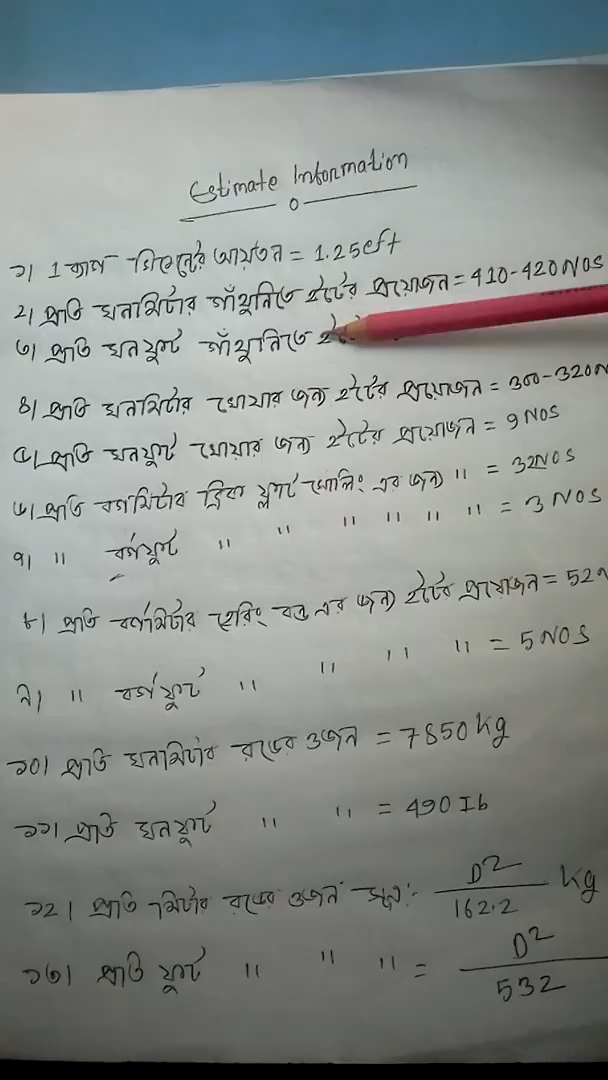 Estimate Information
১। 1 ব্যাগ সিমেন্টের আয়তন = 1.25 cft
২। প্রতি ঘনমিটার গাঁথুনিতে ইটের প্রয়োজন = 410-420 NOS
৩। প্রতি ঘনফুট গাঁথুনিতে
৪। প্রতি ঘনমিটার খোয়ার জন্য ইটের প্রয়োজন = 300-320
৫। প্রতি ঘনফুট খোয়ার জন্য ইটের প্রয়োজন = 9 NOS
৬। প্রতি বর্গমিটার ব্রিক ফ্লাট সোলিং এর জন্য " = 32 NOS
৭। " বর্গফুট " " " " " " = 3 NOS
৮। প্রতি বর্গমিটার হেরিং বন্ড এর জন্য ইটের প্রয়োজন = 52
৯। " বর্গফুট " " " " = 5 NOS
১০। প্রতি ঘনমিটার রডের ওজন = 7850 kg
১১। প্রতি ঘনফুট " " = 490 Ib
১২। প্রতি মিটার রডের ওজন সূত্র:- D²/162.2 kg
১৩। প্রতি ফুট " " " = D²/532